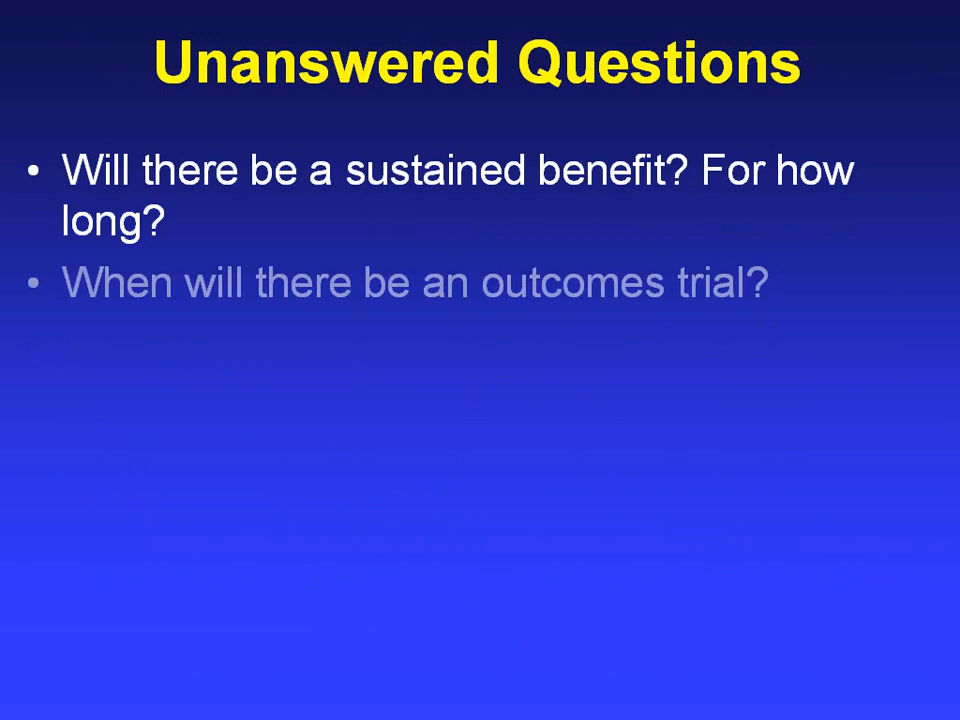 Unanswered Questions
• Will there be a sustained benefit? For how
long?
• When will there be an outcomes trial?